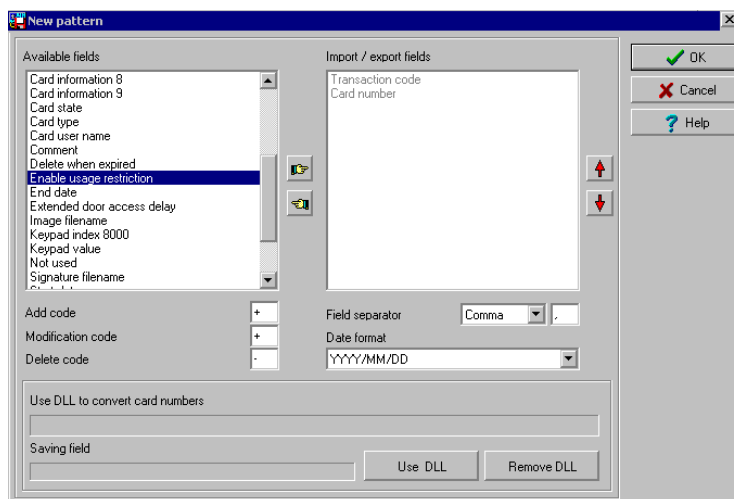 New pattern
Available fields
Card information 8
Card information 9
Card state
Card type
Card user name
Comment
Delete when expired
Enable usage restriction
End date
Extended door access delay
Image filename
Keypad index 8000
Keypad value
Not used
Signature filename
Import / export fields
Transaction code
Card number
OK
Cancel
Help
Add code +
Modification code +
Delete code -
Field separator Comma ,
Date format
YYYY/MM/DD
Use DLL to convert card numbers
Saving field
Use DLL
Remove DLL